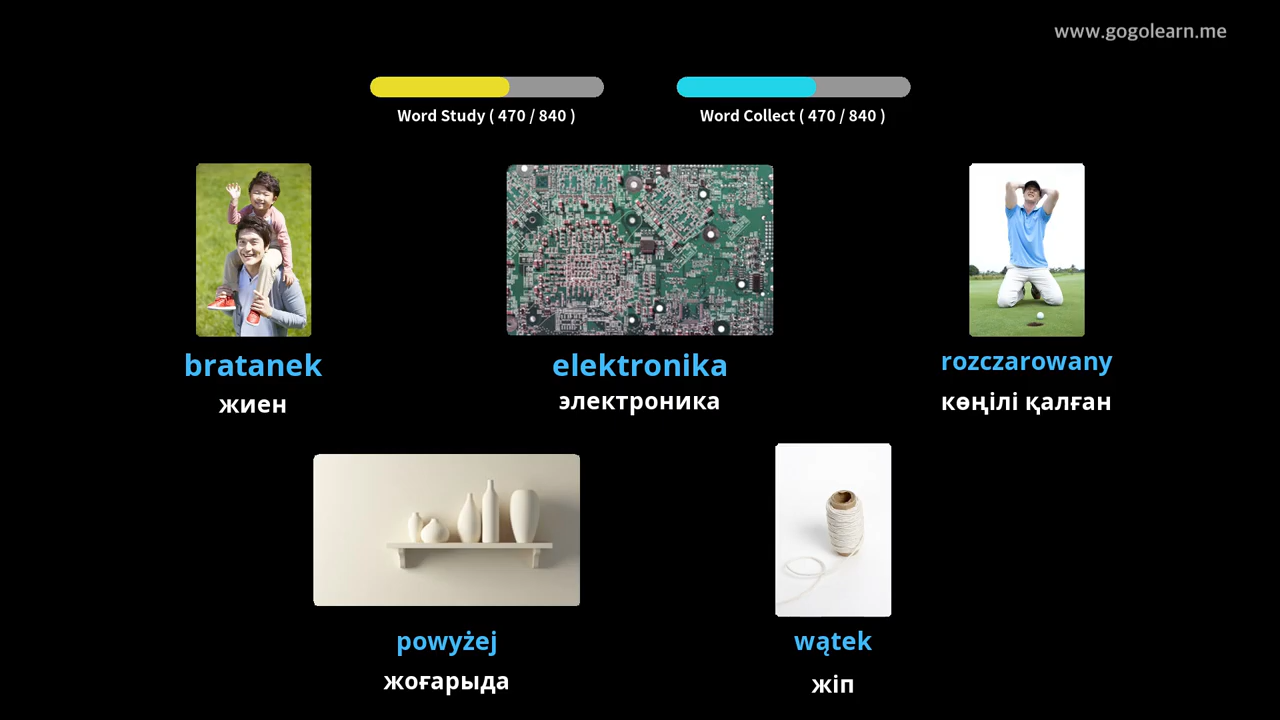 www.gogolearn.me
Word Study ( 470 / 840 )
Word Collect ( 470 / 840 )
bratanek
жиен
elektronika
электроника
rozczarowany
көңілі қалған
powyżej
жоғарыда
wątek
жіп